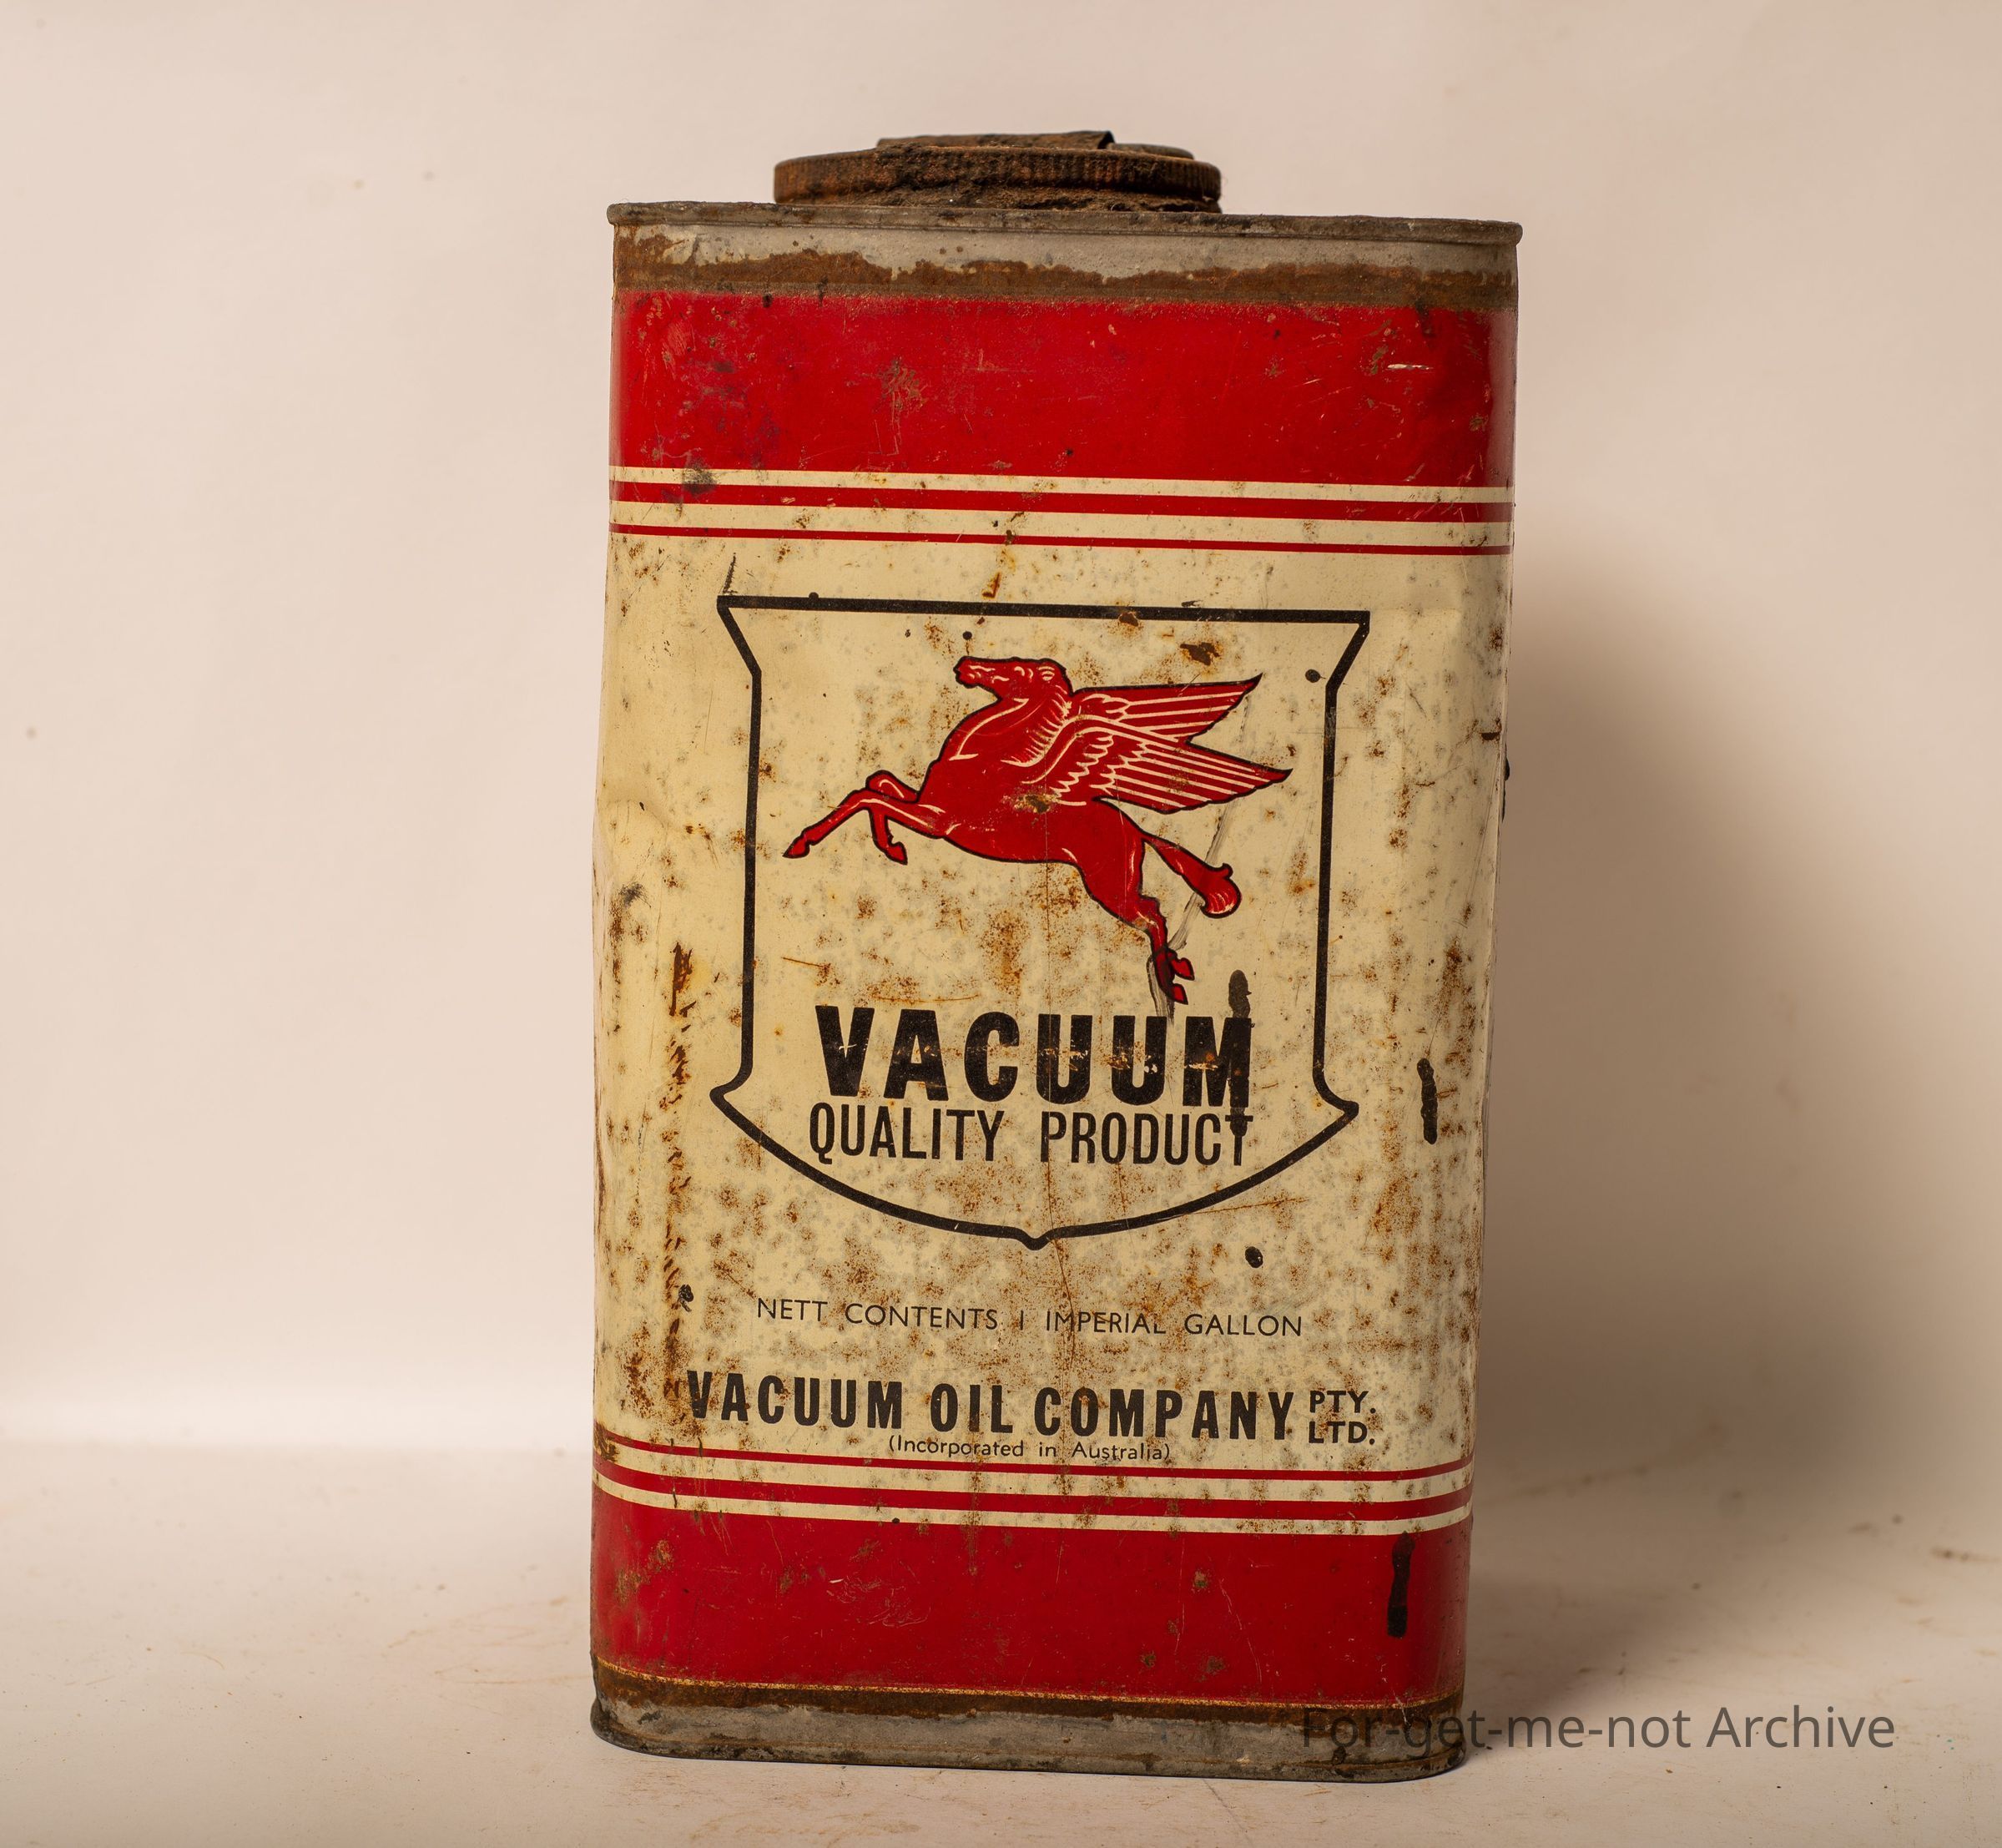 VACUUM
QUALITY PRODUCT
NETT CONTENTS 1 IMPERIAL GALLON
VACUUM OIL COMPANY PTY. LTD.
(Incorporated in Australia)
For-get-me-not Archive